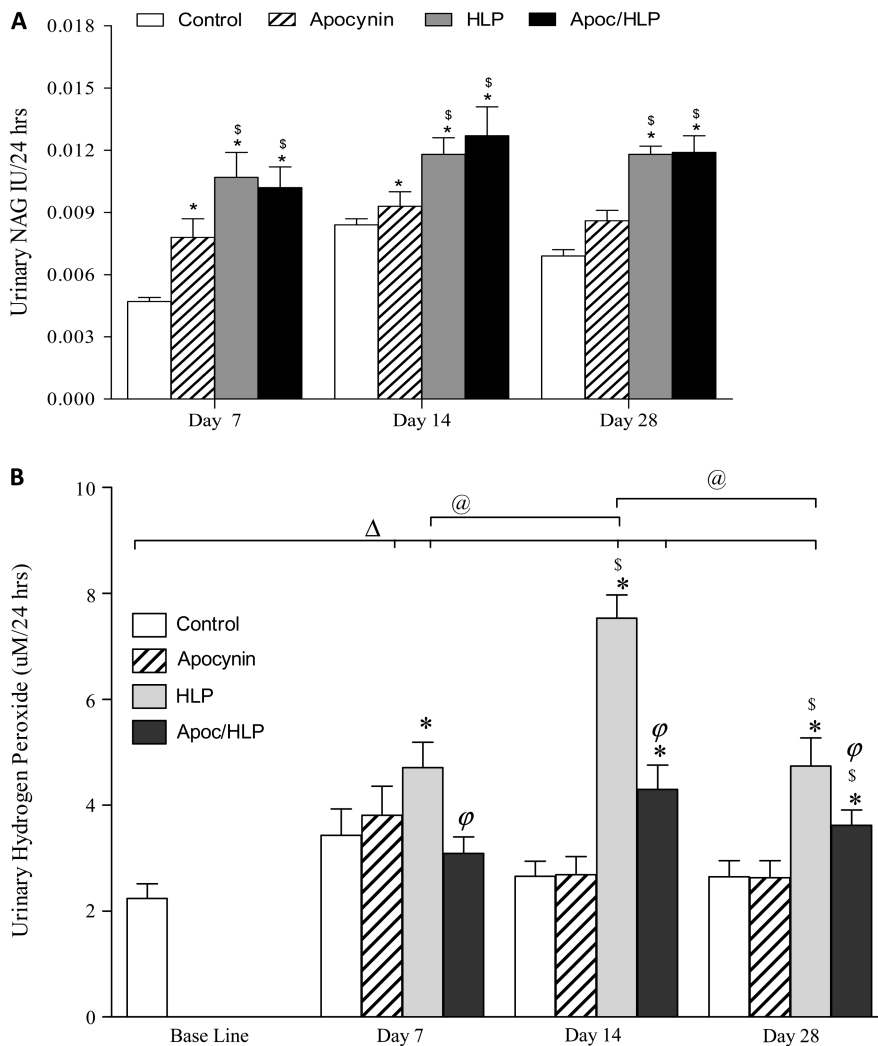 A
Control Apocynin HLP Apoc/HLP
Urinary NAG IU/24 hrs
0.018
0.015
0.012
0.009
0.006
0.003
0.000
*
$
*
$
*
*
$
*
$
*
$
*
$
*
Day 7 Day 14 Day 28
B
Urinary Hydrogen Peroxide (uM/24 hrs)
10
8
6
4
2
0
@
@
Δ
Control
Apocynin
HLP
Apoc/HLP
*
φ
$
*
φ
*
$
*
φ
$
*
Base Line Day 7 Day 14 Day 28